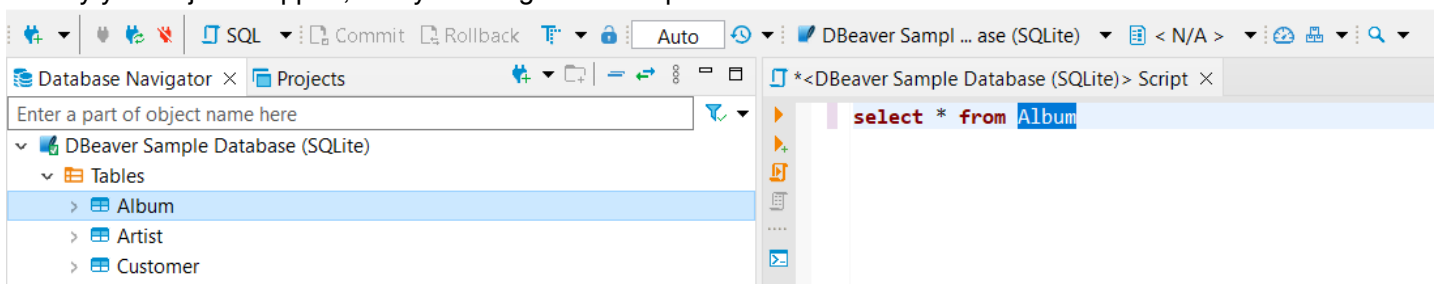 SQL Commit Rollback Auto DBeaver Sampl ... ase (SQLite) < N/A >
Database Navigator Projects
*<DBeaver Sample Database (SQLite)> Script
Enter a part of object name here
select * from Album
DBeaver Sample Database (SQLite)
Tables
Album
Artist
Customer